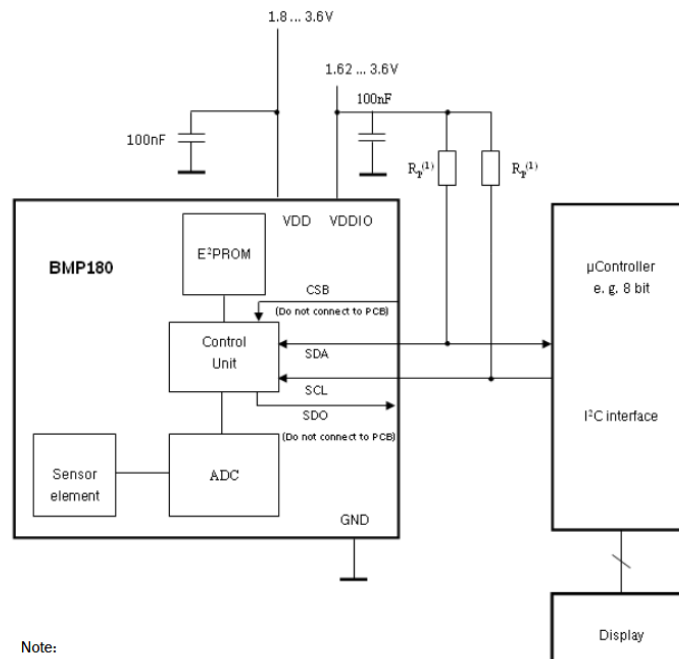 1.8 ... 3.6V
1.62 ... 3.6V
100nF
100nF
Rp(1)
Rp(1)
VDD
VDDIO
BMP180
E²PROM
µController
e. g. 8 bit
CSB
(Do not connect to PCB)
Control
Unit
SDA
SCL
SDO
(Do not connect to PCB)
I²C interface
Sensor
element
ADC
GND
Display
Note: